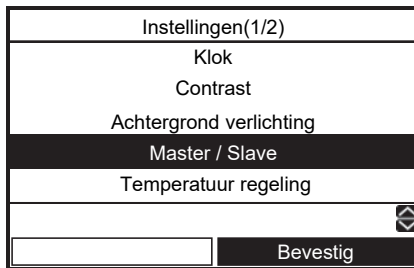 Instellingen(1/2)
Klok
Contrast
Achtergrond verlichting
Master / Slave
Temperatuur regeling
Bevestig